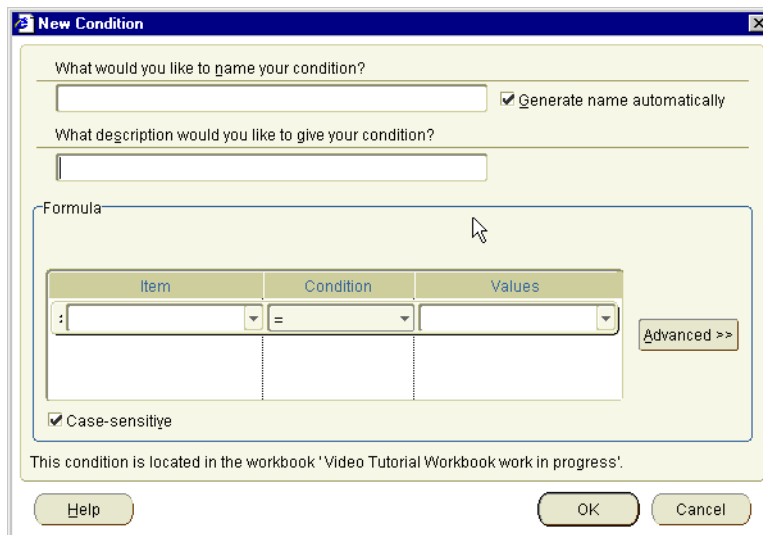 New Condition
What would you like to name your condition?
Generate name automatically
What description would you like to give your condition?
Formula
Item Condition Values
=
Advanced >>
Case-sensitive
This condition is located in the workbook 'Video Tutorial Workbook work in progress'.
Help OK Cancel